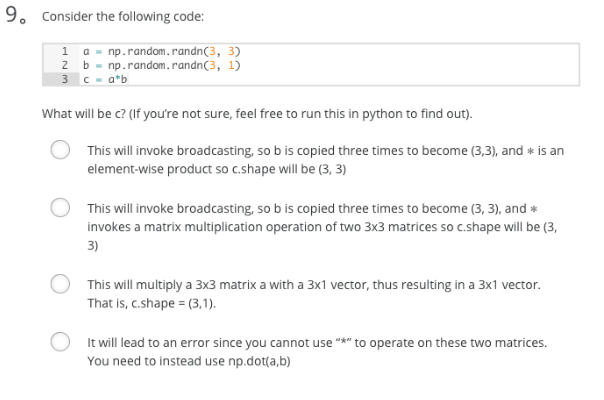 9。 Consider the following code:
1 a = np.random.randn(3, 3)
2 b = np.random.randn(3, 1)
3 c = a*b
What will be c? (If you're not sure, feel free to run this in python to find out).
This will invoke broadcasting, so b is copied three times to become (3,3), and * is an
element-wise product so c.shape will be (3, 3)
This will invoke broadcasting, so b is copied three times to become (3, 3), and *
invokes a matrix multiplication operation of two 3x3 matrices so c.shape will be (3,
3)
This will multiply a 3x3 matrix a with a 3x1 vector, thus resulting in a 3x1 vector.
That is, c.shape = (3,1).
It will lead to an error since you cannot use “*” to operate on these two matrices.
You need to instead use np.dot(a,b)